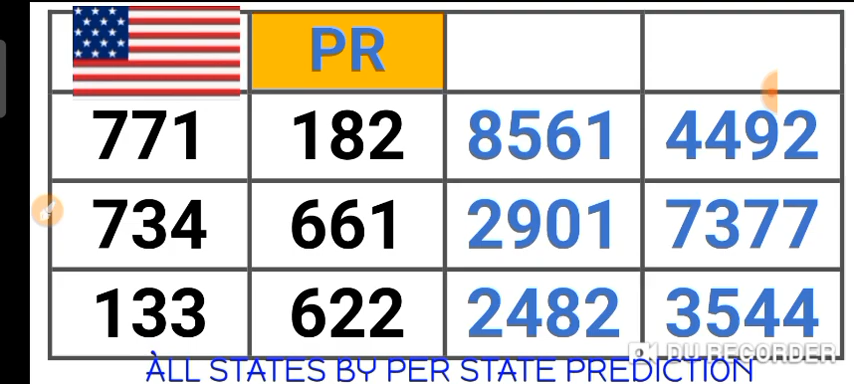 PR
771 182 8561 4492
734 661 2901 7377
133 622 2482 3544
DU RECORDER
ALL STATES BY PER STATE PREDICTION